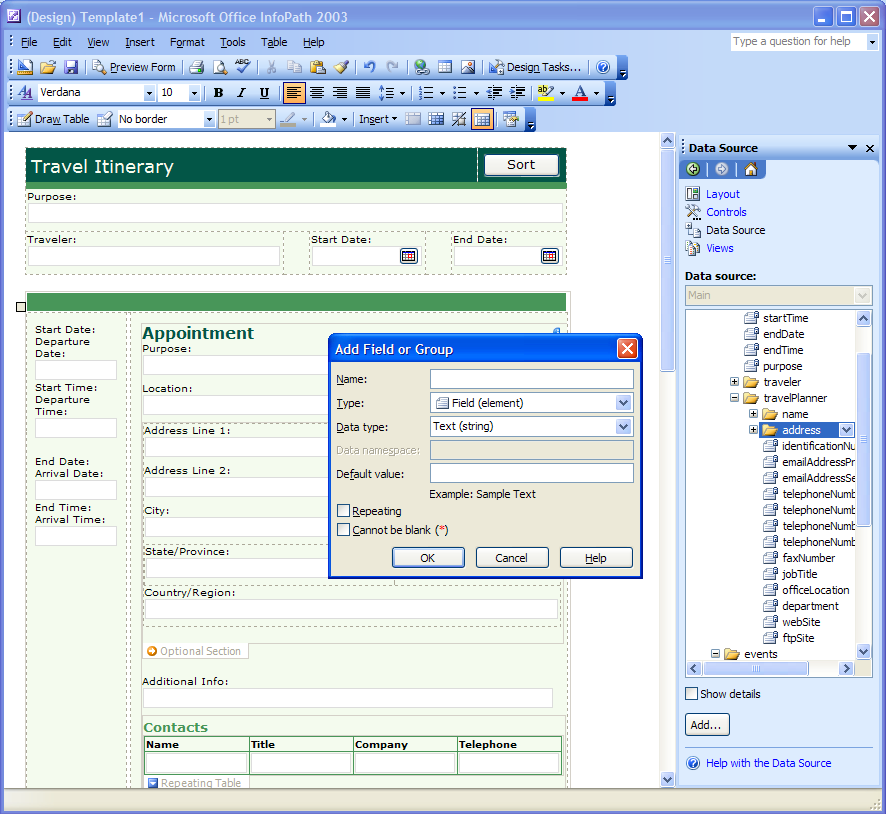 (Design) Template1 - Microsoft Office InfoPath 2003
File Edit View Insert Format Tools Table Help
Type a question for help
Preview Form ABC Design Tasks...
Verdana 10 B I U ab A
Draw Table No border 1 pt Insert
Travel Itinerary Sort
Purpose:
Traveler: Start Date: End Date:
Start Date:
Departure
Date:
Start Time:
Departure
Time:
End Date:
Arrival Date:
End Time:
Arrival Time:
Appointment
Purpose:
Location:
Address Line 1:
Address Line 2:
City:
State/Province:
Country/Region:
Optional Section
Additional Info:
Contacts
Name Title Company Telephone
Repeating Table
Add Field or Group
Name:
Type: Field (element)
Data type: Text (string)
Data namespace:
Default value:
Example: Sample Text
Repeating
Cannot be blank (*)
OK Cancel Help
Data Source
Layout
Controls
Data Source
Views
Data source:
Main
startTime
endDate
endTime
purpose
traveler
travelPlanner
name
address
identificationNu
emailAddressPr
emailAddressSe
telephoneNumb
telephoneNumb
telephoneNumb
telephoneNumb
faxNumber
jobTitle
officeLocation
department
webSite
ftpSite
events
Show details
Add...
Help with the Data Source